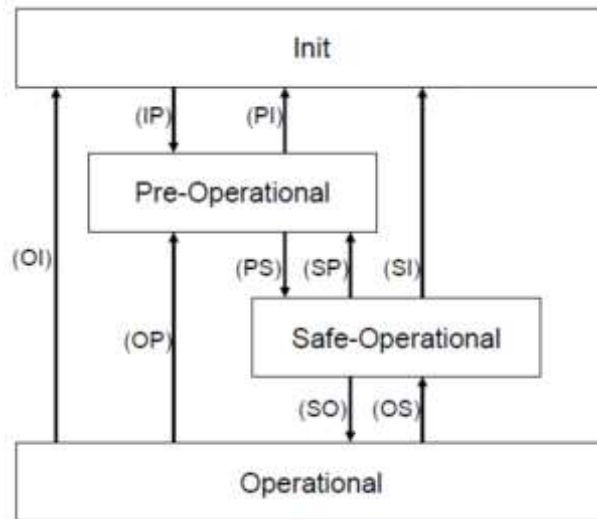 Init
(IP) (PI)
Pre-Operational
(OI) (PS) (SP) (SI)
(OP) Safe-Operational
(SO) (OS)
Operational